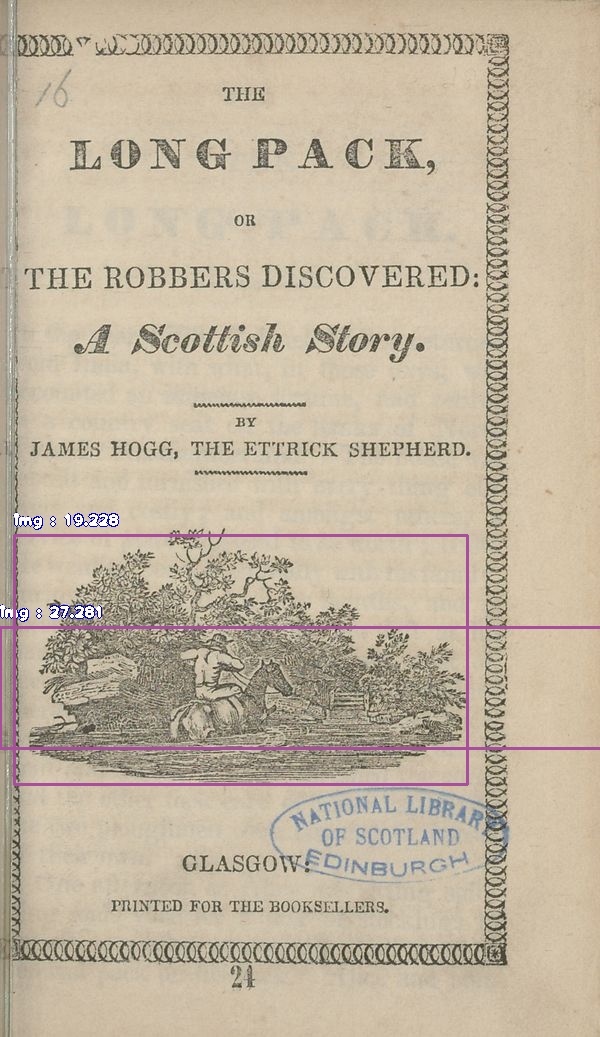 16
THE
LONG PACK,
OR
THE ROBBERS DISCOVERED:
A Scottish Story.
BY
JAMES HOGG, THE ETTRICK SHEPHERD.
Img : 19.228
Img : 27.281
NATIONAL LIBRARY
OF SCOTLAND
EDINBURGH
GLASGOW:
PRINTED FOR THE BOOKSELLERS.
24